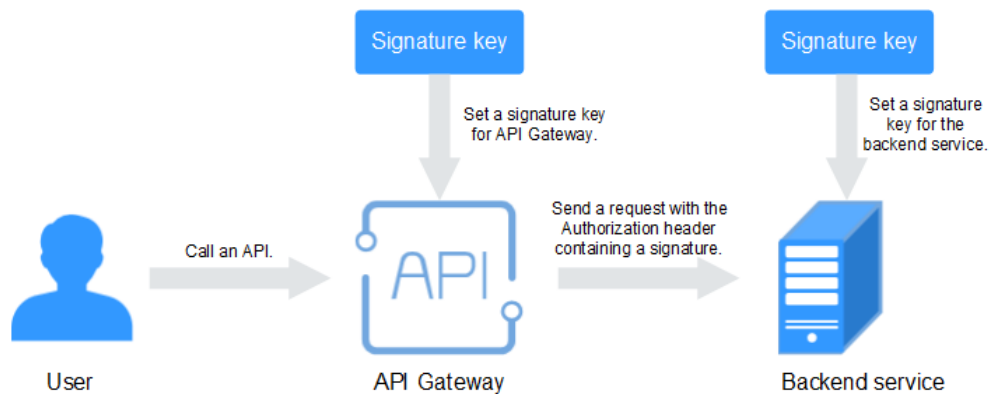 Signature key
Signature key
Set a signature key
for API Gateway.
Set a signature
key for the
backend service.
Call an API.
Send a request with the
Authorization header
containing a signature.
API
User
API Gateway
Backend service